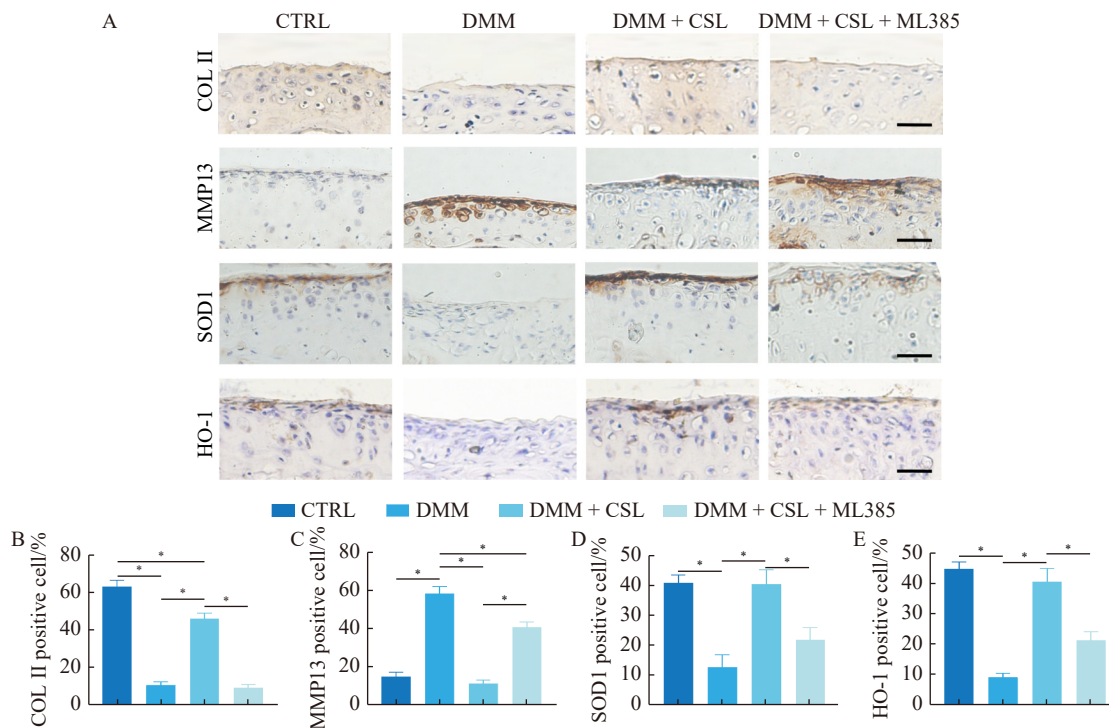 A
CTRL
DMM
DMM + CSL
DMM + CSL + ML385
COL II
MMP13
SOD1
HO-1
CTRL
DMM
DMM + CSL
DMM + CSL + ML385
B
COL II positive cell/%
80
60
40
20
0
*
*
*
*
C
MMP13 positive cell/%
80
60
40
20
0
*
*
*
*
D
SOD1 positive cell/%
50
40
30
20
10
0
*
*
*
E
HO-1 positive cell/%
50
40
30
20
10
0
*
*
*